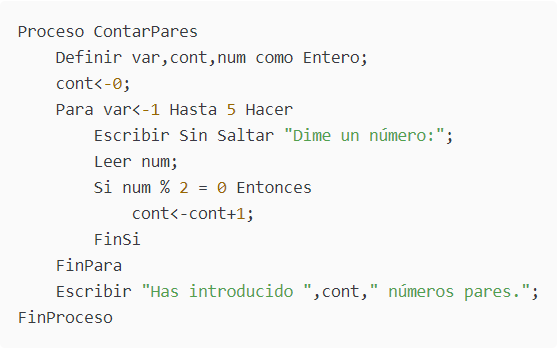 Proceso ContarPares
    Definir var,cont,num como Entero;
    cont<-0;
    Para var<-1 Hasta 5 Hacer
        Escribir Sin Saltar "Dime un número:";
        Leer num;
        Si num % 2 = 0 Entonces
            cont<-cont+1;
        FinSi
    FinPara
    Escribir "Has introducido ",cont," números pares.";
FinProceso